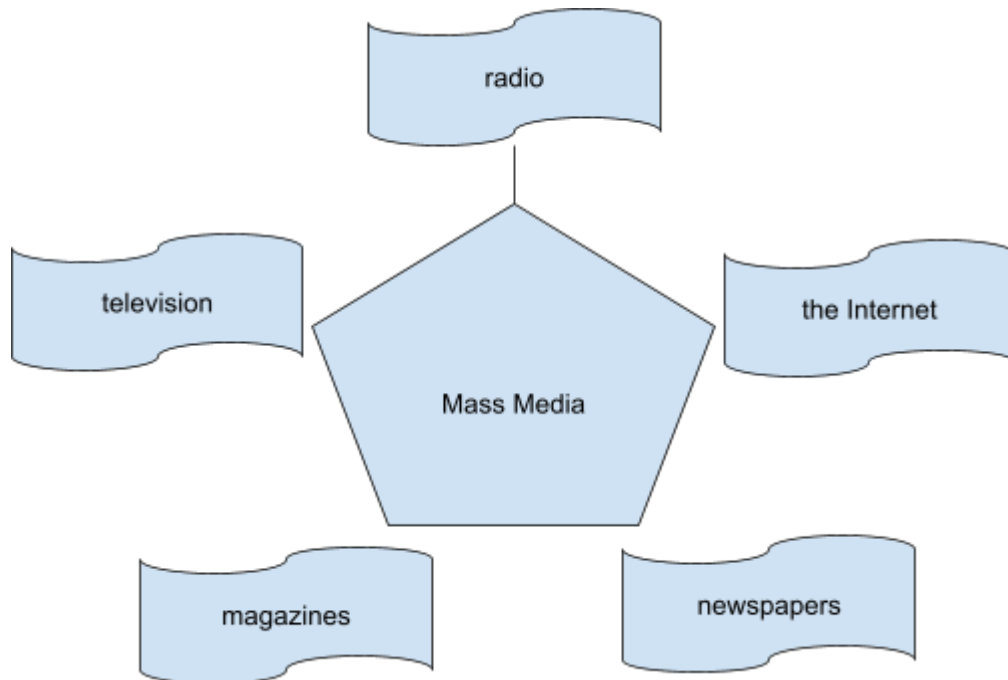 radio
television
the Internet
Mass Media
magazines
newspapers